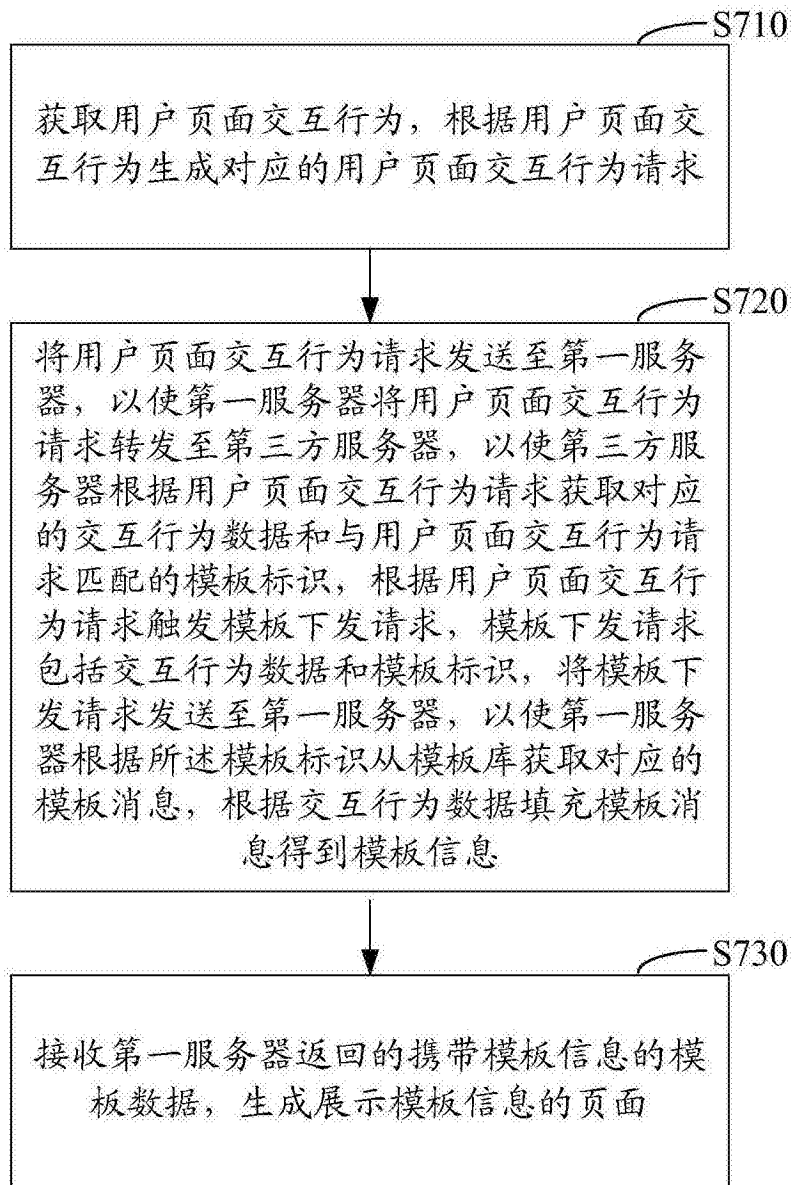 S710
获取用户页面交互行为，根据用户页面交
互行为生成对应的用户页面交互行为请求
S720
将用户页面交互行为请求发送至第一服务
器，以使第一服务器将用户页面交互行为
请求转发至第三方服务器，以使第三方服
务器根据用户页面交互行为请求获取对应
的交互行为数据和与用户页面交互行为请
求匹配的模板标识，根据用户页面交互行
为请求触发模板下发请求，模板下发请求
包括交互行为数据和模板标识，将模板下
发请求发送至第一服务器，以使第一服务
器根据所述模板标识从模板库获取对应的
模板消息，根据交互行为数据填充模板消
息得到模板信息
S730
接收第一服务器返回的携带模板信息的模
板数据，生成展示模板信息的页面